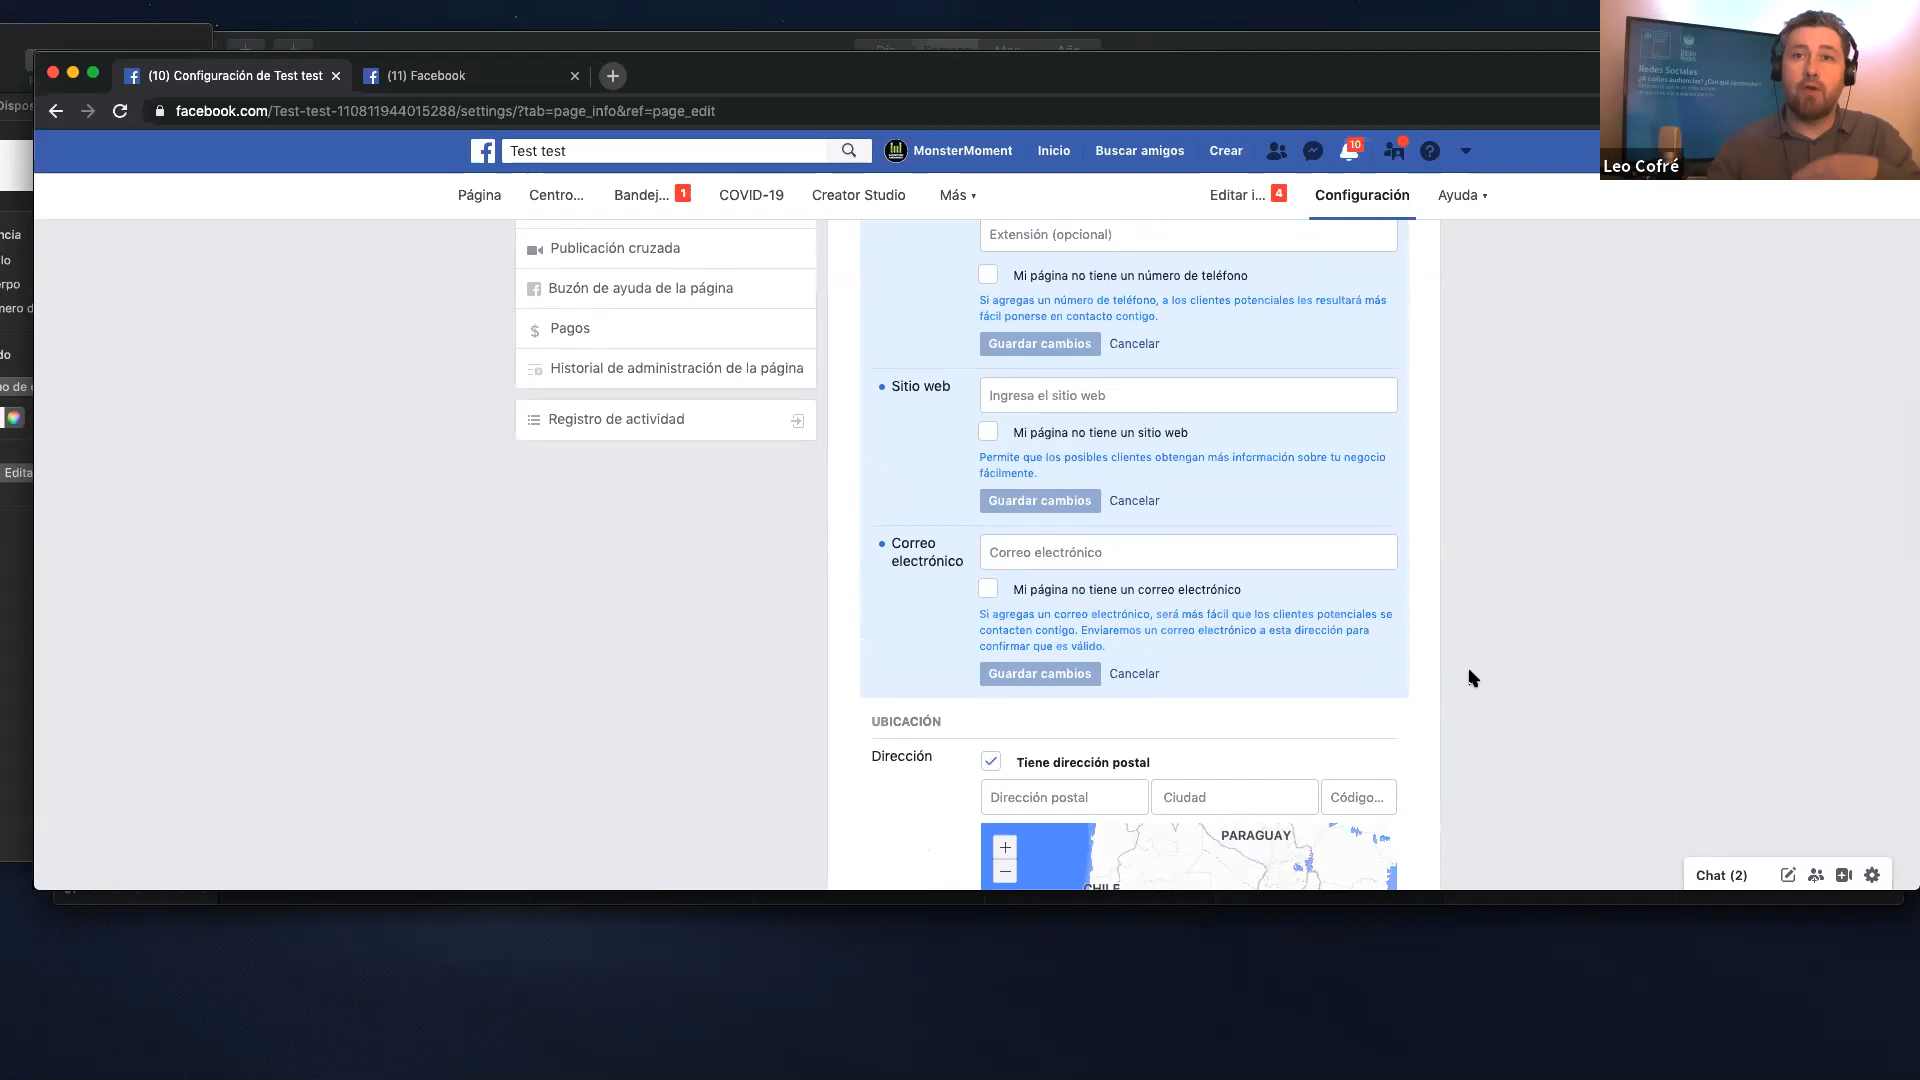 (10) Configuración de Test test
(11) Facebook
facebook.com/Test-test-110811944015288/settings/?tab=page_info&ref=page_edit
Test test
MonsterMoment
Inicio
Buscar amigos
Crear
10
Leo Cofré
Redes Sociales
Página
Centro...
Bandej... 1
COVID-19
Creator Studio
Más
Editar i... 4
Configuración
Ayuda
Publicación cruzada
Buzón de ayuda de la página
Pagos
Historial de administración de la página
Registro de actividad
Extensión (opcional)
Mi página no tiene un número de teléfono
Si agregas un número de teléfono, a los clientes potenciales les resultará más
fácil ponerse en contacto contigo.
Guardar cambios Cancelar
Sitio web
Ingresa el sitio web
Mi página no tiene un sitio web
Permite que los posibles clientes obtengan más información sobre tu negocio
fácilmente.
Guardar cambios Cancelar
Correo
electrónico
Correo electrónico
Mi página no tiene un correo electrónico
Si agregas un correo electrónico, será más fácil que los clientes potenciales se
contacten contigo. Enviaremos un correo electrónico a esta dirección para
confirmar que es válido.
Guardar cambios Cancelar
UBICACIÓN
Dirección
Tiene dirección postal
Dirección postal
Ciudad
Código...
PARAGUAY
CHILE
Chat (2)
Edita